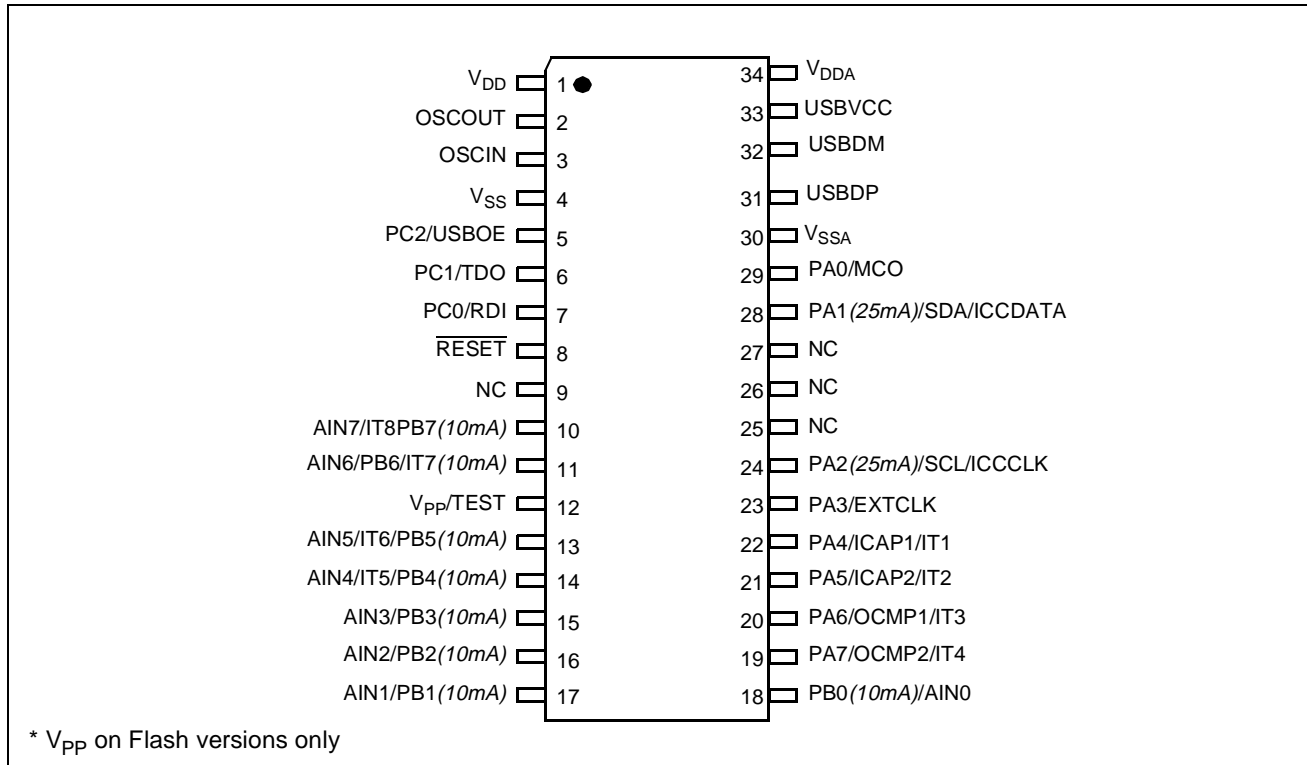 V_DD 1
OSCOUT 2
OSCIN 3
V_SS 4
PC2/USBOE 5
PC1/TDO 6
PC0/RDI 7
RESET 8
NC 9
AIN7/IT8PB7(10mA) 10
AIN6/PB6/IT7(10mA) 11
V_PP/TEST 12
AIN5/IT6/PB5(10mA) 13
AIN4/IT5/PB4(10mA) 14
AIN3/PB3(10mA) 15
AIN2/PB2(10mA) 16
AIN1/PB1(10mA) 17
34 V_DDA
33 USBVCC
32 USBDM
31 USBDP
30 V_SSA
29 PA0/MCO
28 PA1(25mA)/SDA/ICCDATA
27 NC
26 NC
25 NC
24 PA2(25mA)/SCL/ICCCLK
23 PA3/EXTCLK
22 PA4/ICAP1/IT1
21 PA5/ICAP2/IT2
20 PA6/OCMP1/IT3
19 PA7/OCMP2/IT4
18 PB0(10mA)/AIN0
* V_PP on Flash versions only